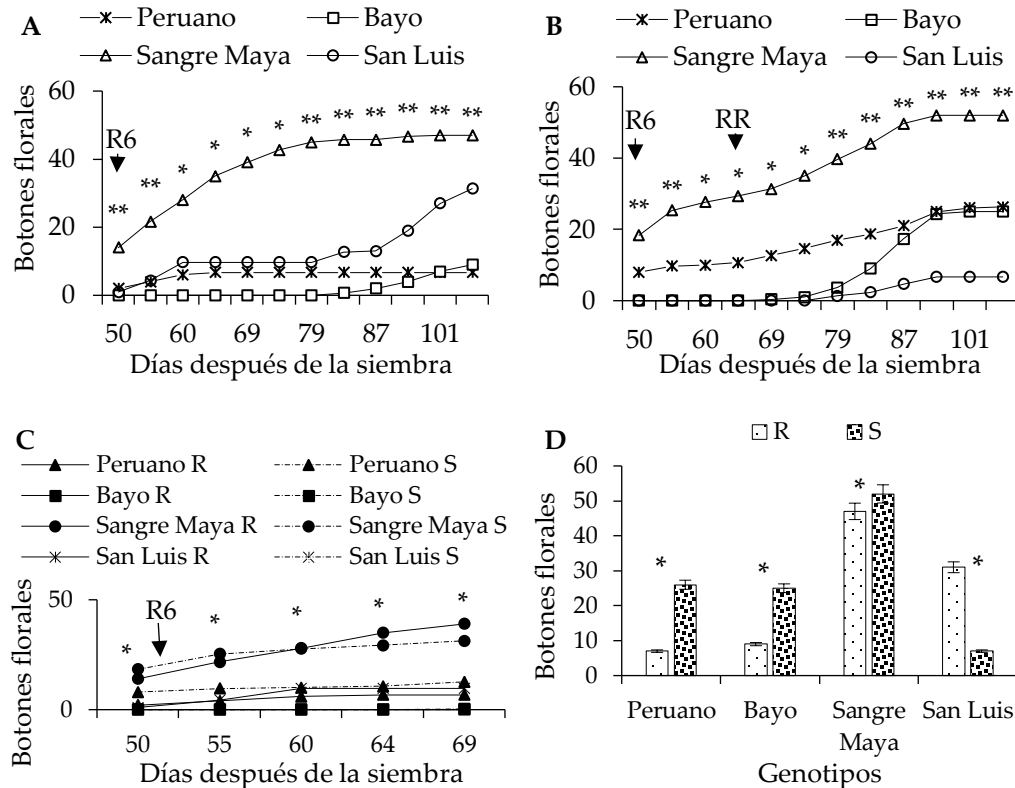 A
Peruano
Bayo
Sangre Maya
San Luis
Botones florales
60
40
20
0
R6
** ** * * * * ** ** ** ** ** **
50 60 69 79 87 101
Días después de la siembra
B
Peruano
Bayo
Sangre Maya
San Luis
Botones florales
60
40
20
0
R6
RR
** ** * * * * ** ** ** ** ** **
50 60 69 79 87 101
Días después de la siembra
C
Peruano R
Peruano S
Bayo R
Bayo S
Sangre Maya R
Sangre Maya S
San Luis R
San Luis S
Botones florales
50
0
R6
* * * * *
50 55 60 64 69
Días después de la siembra
D
R
S
Botones florales
60
50
40
30
20
10
0
* * * *
Peruano Bayo Sangre San Luis
Maya
Genotipos